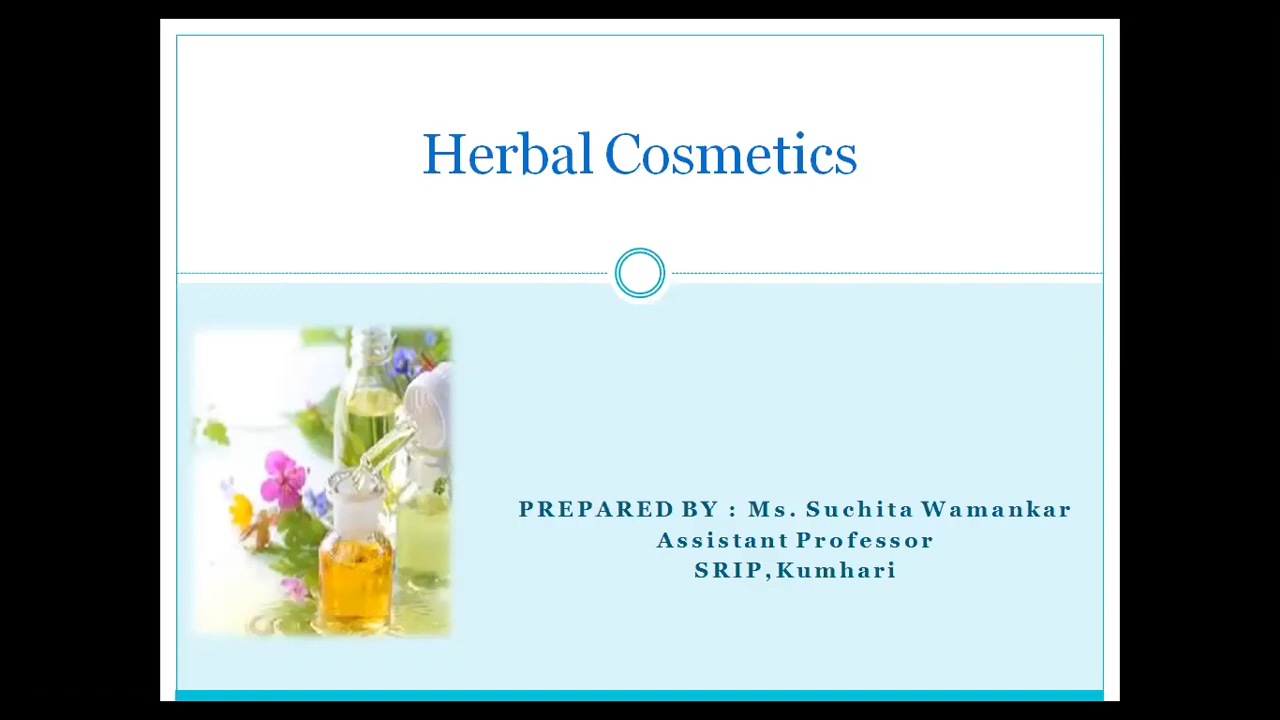 Herbal Cosmetics
PREPARED BY : Ms. Suchita Wamankar
Assistant Professor
SRIP,Kumhari